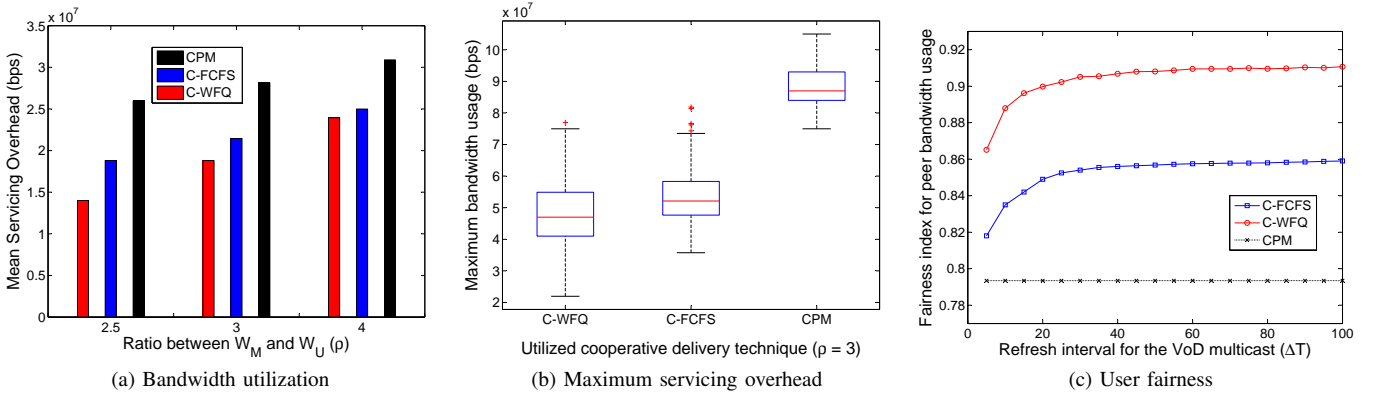 x 10^7
3.5
3
2.5
2
1.5
1
0.5
0
Mean Servicing Overhead (bps)
CPM
C-FCFS
C-WFQ
2.5 3 4
Ratio between W_M and W_U (ρ)
(a) Bandwidth utilization
x 10^7
10
9
8
7
6
5
4
3
2
Maximum bandwidth usage (bps)
C-WFQ C-FCFS CPM
Utilized cooperative delivery technique (ρ = 3)
(b) Maximum servicing overhead
0.92
0.9
0.88
0.86
0.84
0.82
0.8
0.78
Fairness index for peer bandwidth usage
C-FCFS
C-WFQ
CPM
0 20 40 60 80 100
Refresh interval for the VoD multicast (ΔT)
(c) User fairness